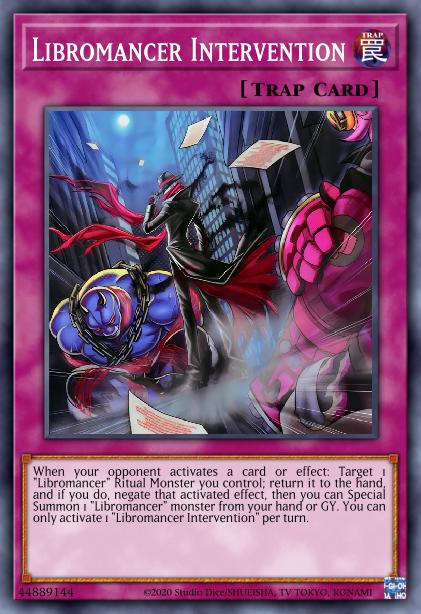 LIBROMANCER INTERVENTION
TRAP
罠
[TRAP CARD]
When your opponent activates a card or effect: Target 1
"Libromancer" Ritual Monster you control; return it to the hand,
and if you do, negate that activated effect, then you can Special
Summon 1 "Libromancer" monster from your hand or GY. You can
only activate 1 "Libromancer Intervention" per turn.
44889144
©2020 Studio Dice/SHUEISHA, TV TOKYO, KONAMI